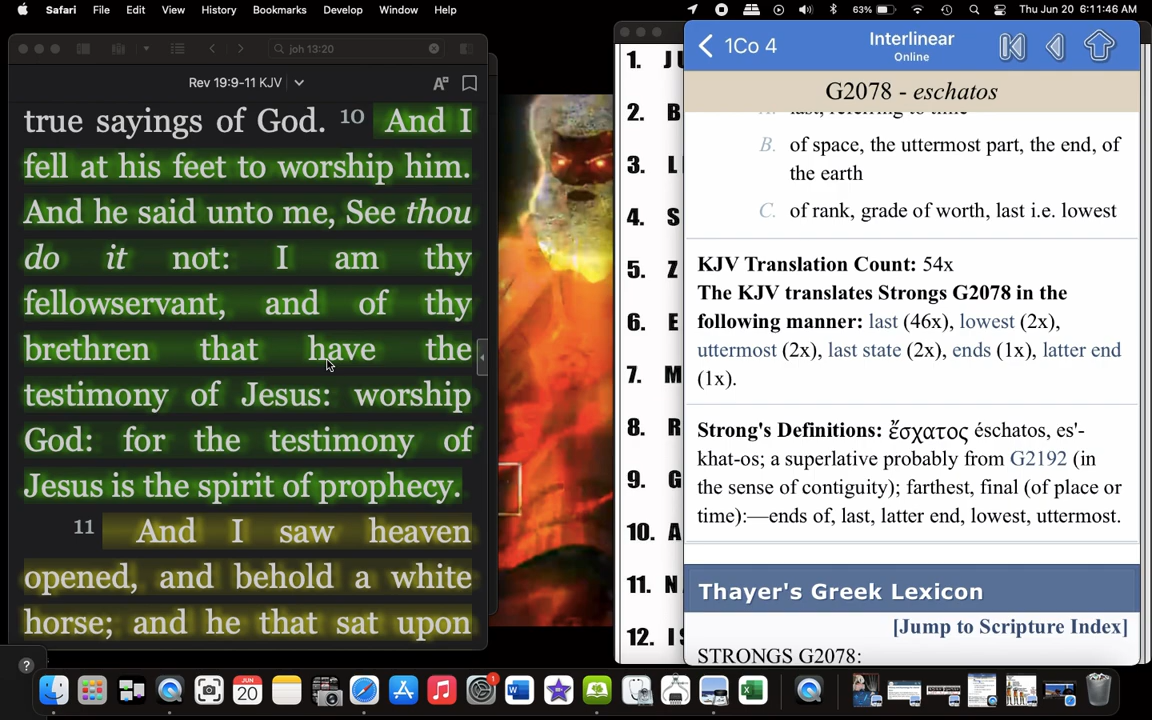 Safari File Edit View History Bookmarks Develop Window Help
63% Thu Jun 20 6:11:46 AM
joh 13:20
Rev 19:9-11 KJV
true sayings of God. 10 And I
fell at his feet to worship him.
And he said unto me, See thou
do it not: I am thy
fellowservant, and of thy
brethren that have the
testimony of Jesus: worship
God: for the testimony of
Jesus is the spirit of prophecy.
11 And I saw heaven
opened, and behold a white
horse; and he that sat upon
1. JU
2. B
3. L
4. S
5. Z
6. E
7. M
8. R
9. G
10. A
11. N
12. IS
1Co 4
Interlinear
Online
G2078 - eschatos
A. last, referring to time
B. of space, the uttermost part, the end, of
the earth
C. of rank, grade of worth, last i.e. lowest
KJV Translation Count: 54x
The KJV translates Strongs G2078 in the
following manner: last (46x), lowest (2x),
uttermost (2x), last state (2x), ends (1x), latter end
(1x).
Strong's Definitions: ἔσχατος éschatos, es'-
khat-os; a superlative probably from G2192 (in
the sense of contiguity); farthest, final (of place or
time):—ends of, last, latter end, lowest, uttermost.
Thayer's Greek Lexicon
[Jump to Scripture Index]
STRONGS G2078:
JUN
20
1